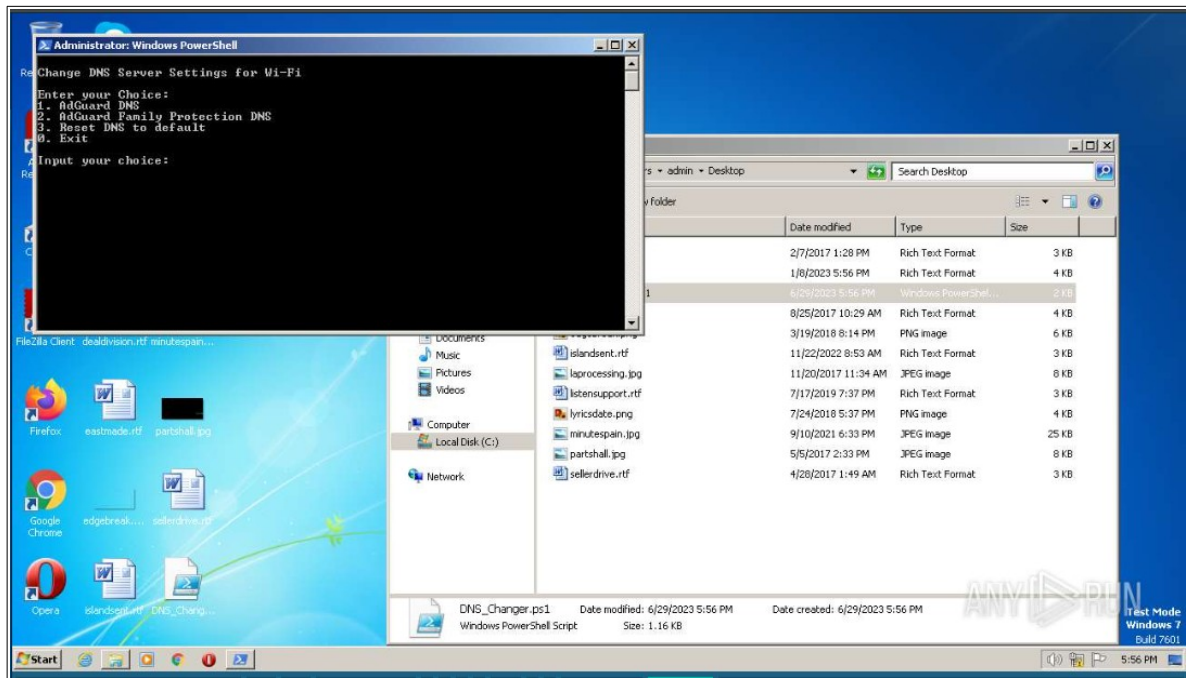 Administrator: Windows PowerShell
Change DNS Server Settings for Wi-Fi
Enter your Choice:
1. AdGuard DNS
2. AdGuard Family Protection DNS
3. Reset DNS to default
0. Exit
Input your choice:
rs ▸ admin ▸ Desktop
Search Desktop
folder
Date modified Type Size
2/7/2017 1:28 PM Rich Text Format 3 KB
1/8/2023 5:56 PM Rich Text Format 4 KB
1 6/29/2023 5:56 PM Windows PowerShel... 2 KB
8/25/2017 10:29 AM Rich Text Format 4 KB
Documents 3/19/2018 8:14 PM PNG image 6 KB
Music islandsent.rtf 11/22/2022 8:53 AM Rich Text Format 3 KB
Pictures laprocessing.jpg 11/20/2017 11:34 AM JPEG image 8 KB
Videos listensupport.rtf 7/17/2019 7:37 PM Rich Text Format 3 KB
lyricsdate.png 7/24/2018 5:37 PM PNG image 4 KB
Computer minutespain.jpg 9/10/2021 6:33 PM JPEG image 25 KB
Local Disk (C:) partshall.jpg 5/5/2017 2:33 PM JPEG image 8 KB
Network sellerdrive.rtf 4/28/2017 1:49 AM Rich Text Format 3 KB
FileZilla Client dealdivision.rtf minutespain...
Firefox eastmade.rtf partshall.jpg
Google Chrome edgebreak.... sellerdrive.rtf
Opera islandsent.rtf DNS_Chang...
DNS_Changer.ps1 Date modified: 6/29/2023 5:56 PM Date created: 6/29/2023 5:56 PM
Windows PowerShell Script Size: 1.16 KB
ANY RUN
Test Mode
Windows 7
Build 7601
Start 5:56 PM